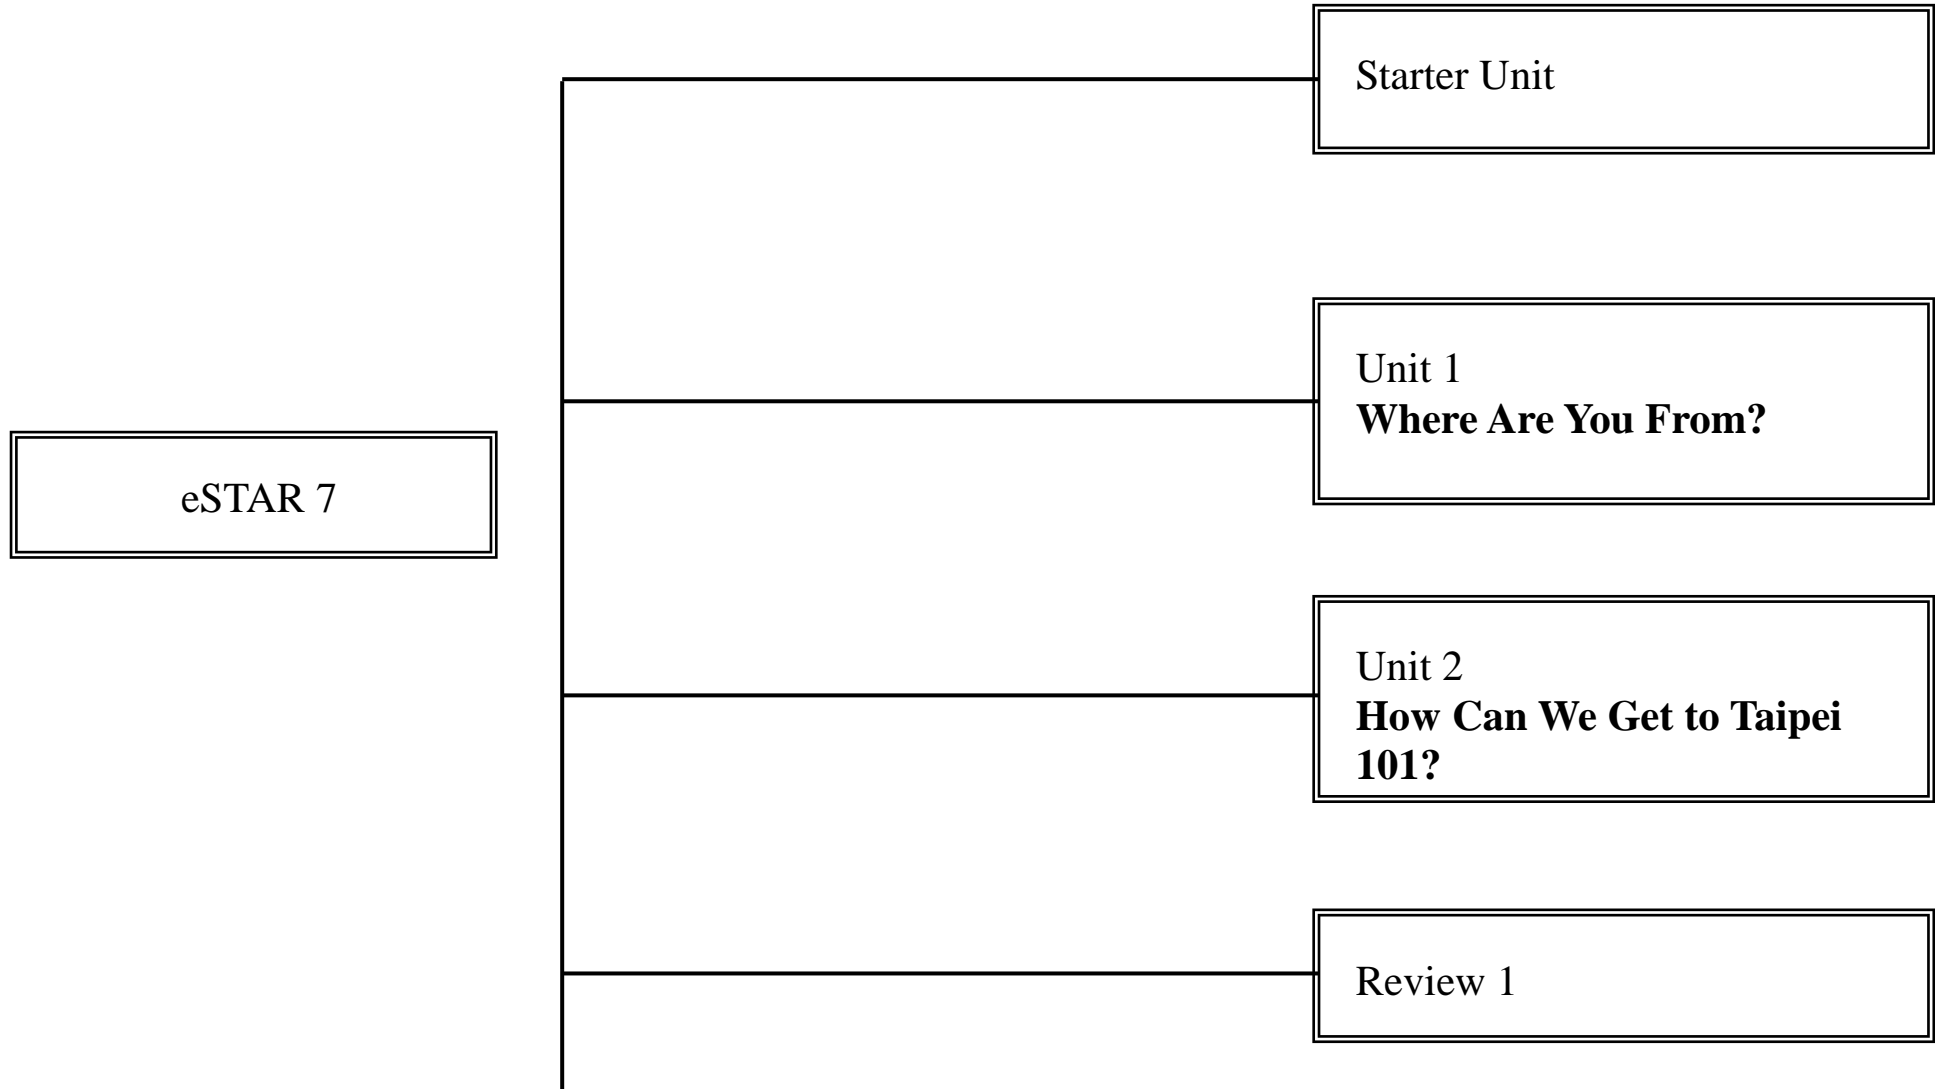 Starter Unit
Unit 1
Where Are You From?
eSTAR 7
Unit 2
How Can We Get to Taipei
101?
Review 1